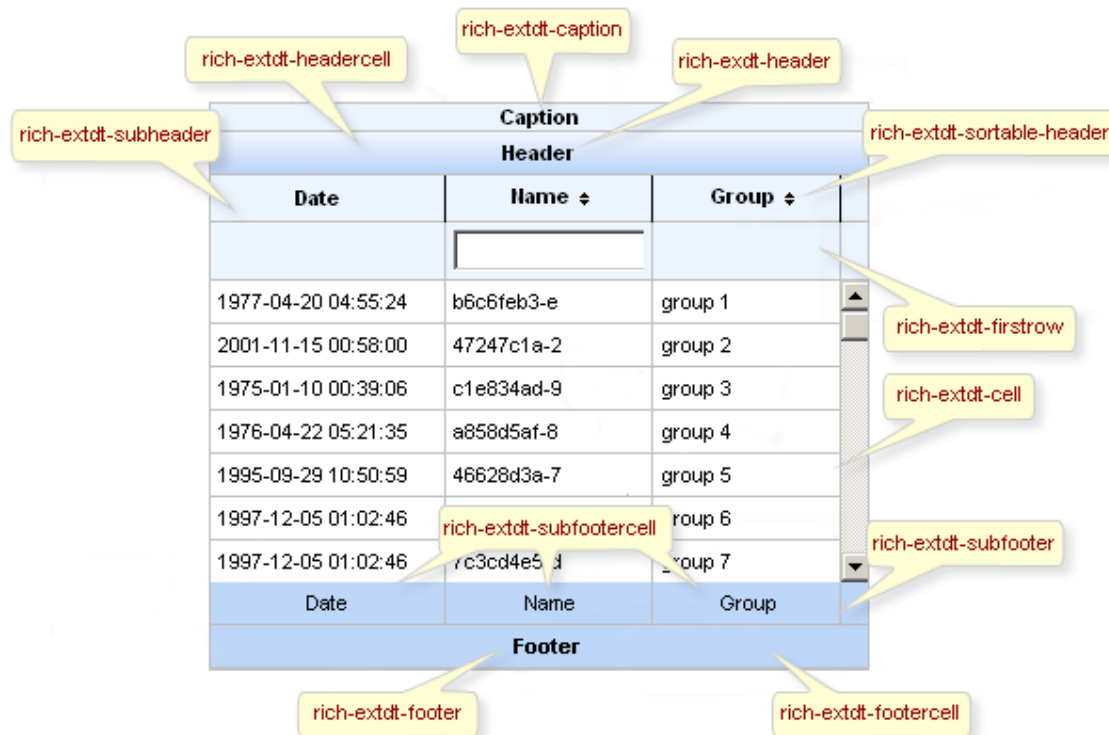 rich-extdt-caption
rich-extdt-headercell
rich-exdt-header
Caption
rich-extdt-subheader
rich-extdt-sortable-header
Header
Date Name Group
1977-04-20 04:55:24 b6c6feb3-e group 1
rich-extdt-firstrow
2001-11-15 00:58:00 47247c1a-2 group 2
1975-01-10 00:39:06 c1e834ad-9 group 3
rich-extdt-cell
1976-04-22 05:21:35 a858d5af-8 group 4
1995-09-29 10:50:59 46628d3a-7 group 5
1997-12-05 01:02:46 group 6
rich-extdt-subfootercell
rich-extdt-subfooter
1997-12-05 01:02:46 group 7
Date Name Group
Footer
rich-extdt-footer
rich-extdt-footercell